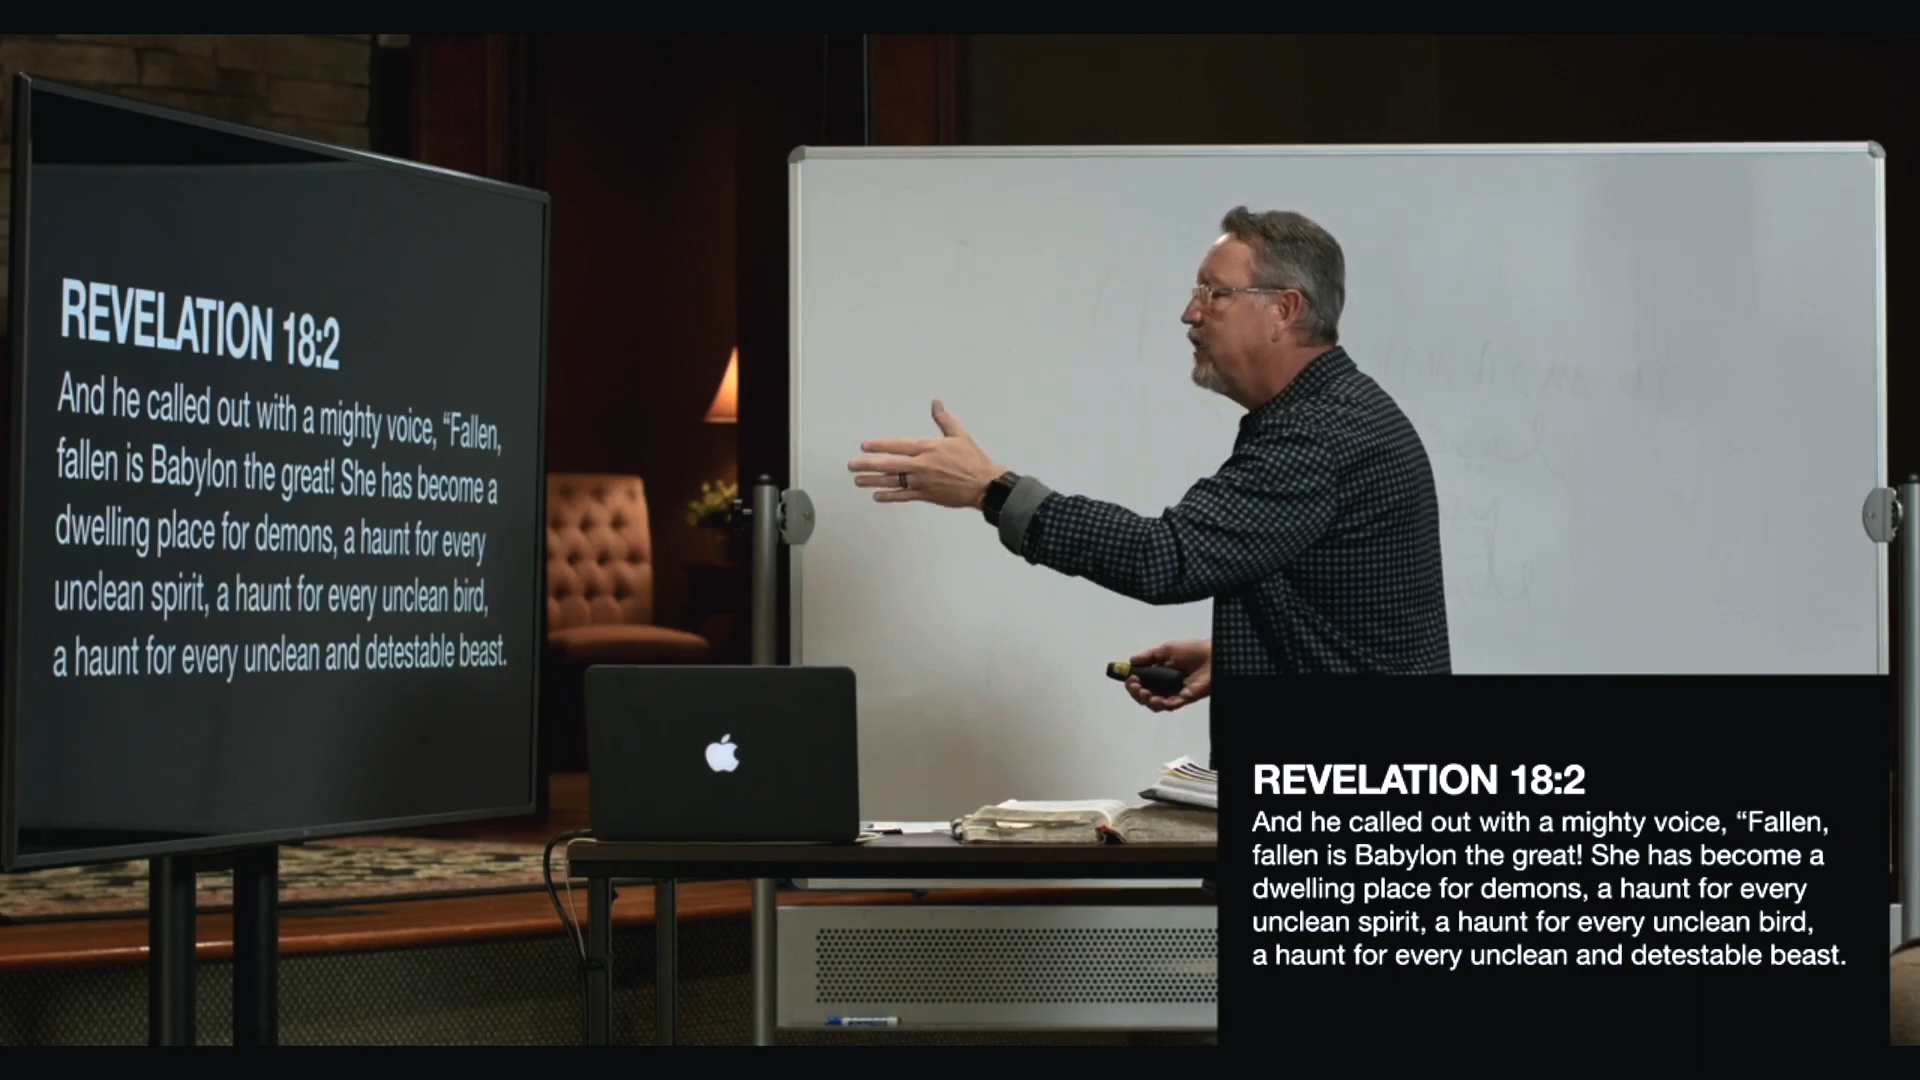 REVELATION 18:2
And he called out with a mighty voice, “Fallen,
fallen is Babylon the great! She has become a
dwelling place for demons, a haunt for every
unclean spirit, a haunt for every unclean bird,
a haunt for every unclean and detestable beast.
REVELATION 18:2
And he called out with a mighty voice, “Fallen,
fallen is Babylon the great! She has become a
dwelling place for demons, a haunt for every
unclean spirit, a haunt for every unclean bird,
a haunt for every unclean and detestable beast.